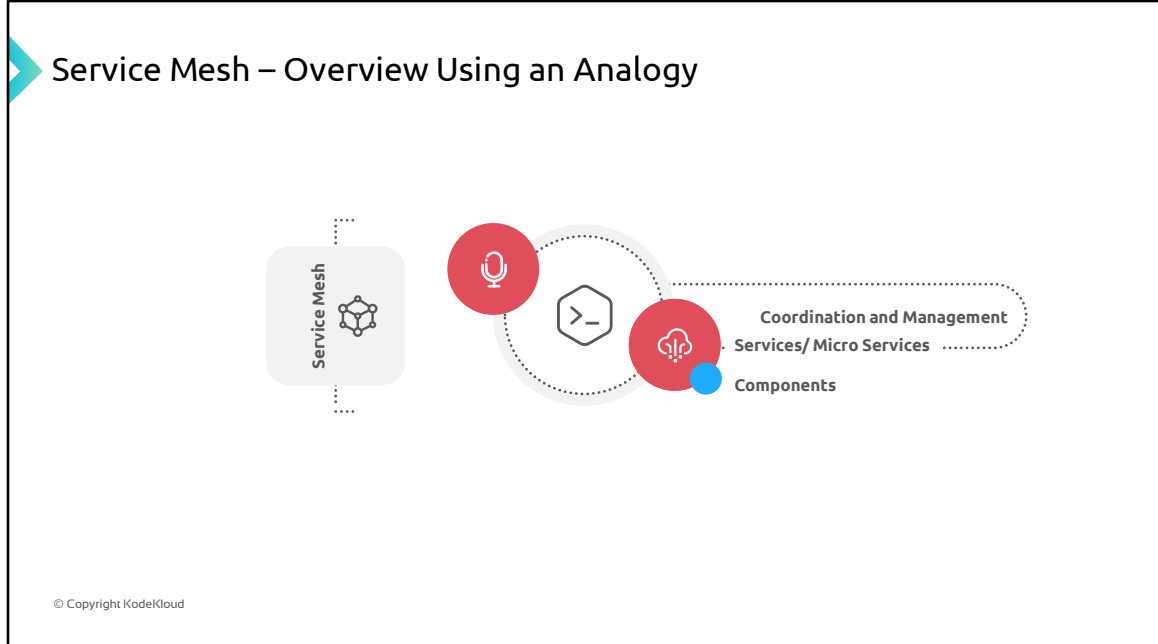 Service Mesh – Overview Using an Analogy
Service Mesh
Coordination and Management
Services/ Micro Services
Components
© Copyright KodeKloud